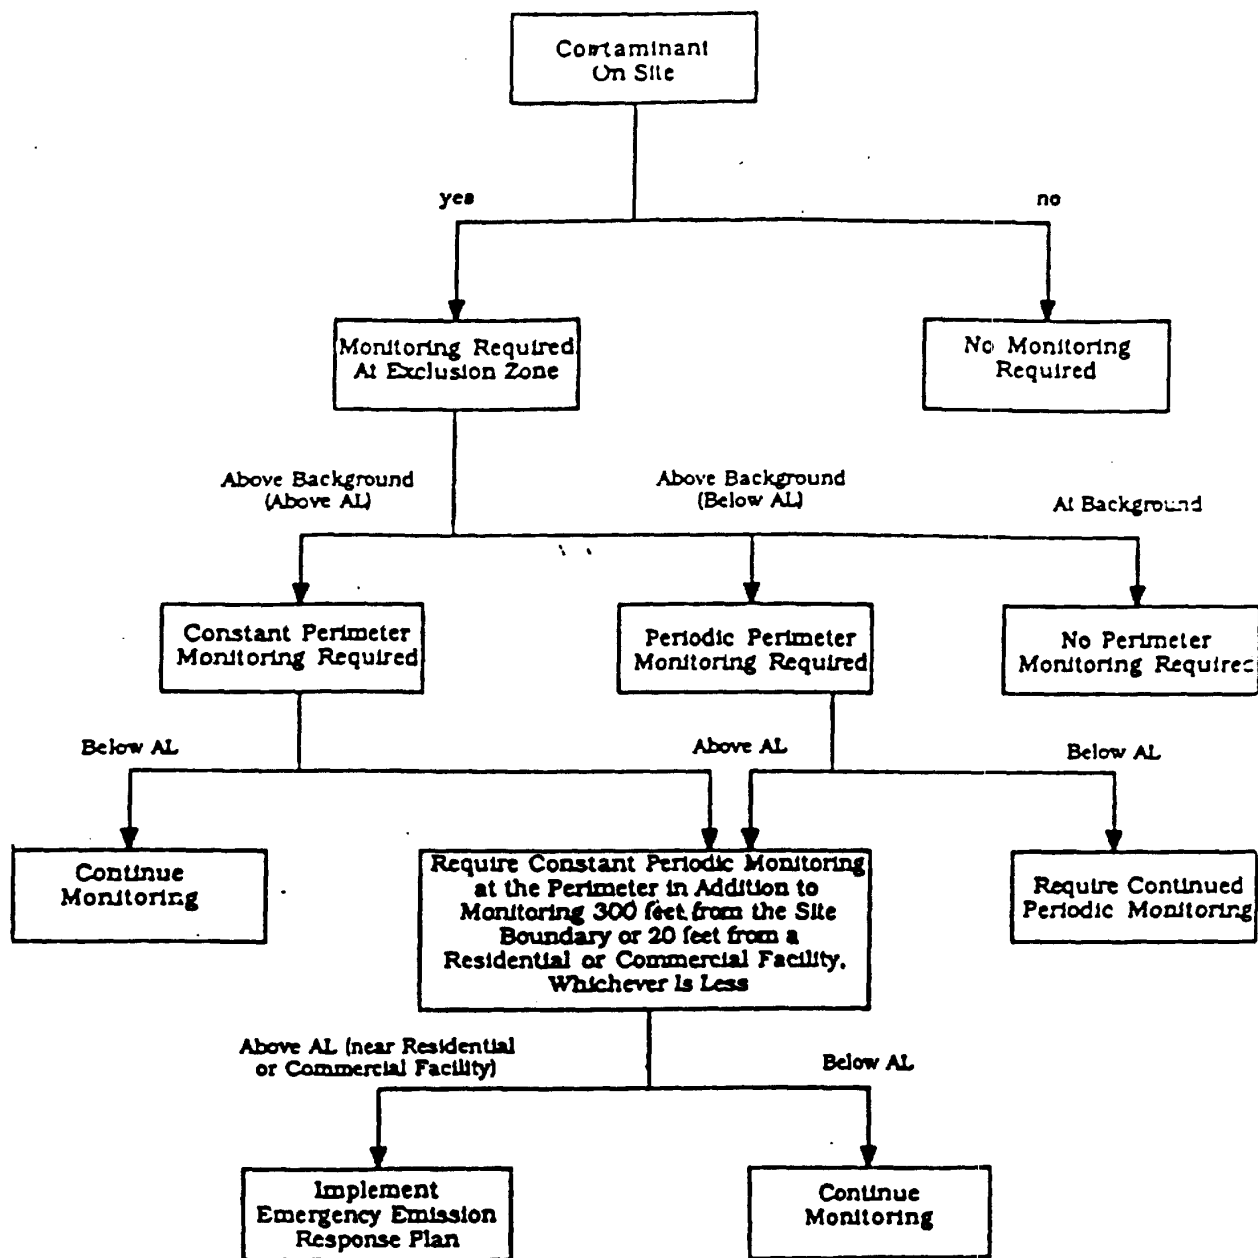 Contaminant
On Site
yes
no
Monitoring Required
At Exclusion Zone
No Monitoring
Required
Above Background
(Above AL)
Above Background
(Below AL)
At Background
Constant Perimeter
Monitoring Required
Periodic Perimeter
Monitoring Required
No Perimeter
Monitoring Required
Below AL
Above AL
Below AL
Continue
Monitoring
Require Constant Periodic Monitoring
at the Perimeter in Addition to
Monitoring 300 feet from the Site
Boundary or 20 feet from a
Residential or Commercial Facility,
Whichever Is Less
Require Continued
Periodic Monitoring
Above AL (near Residential
or Commercial Facility)
Below AL
Implement
Emergency Emission
Response Plan
Continue
Monitoring